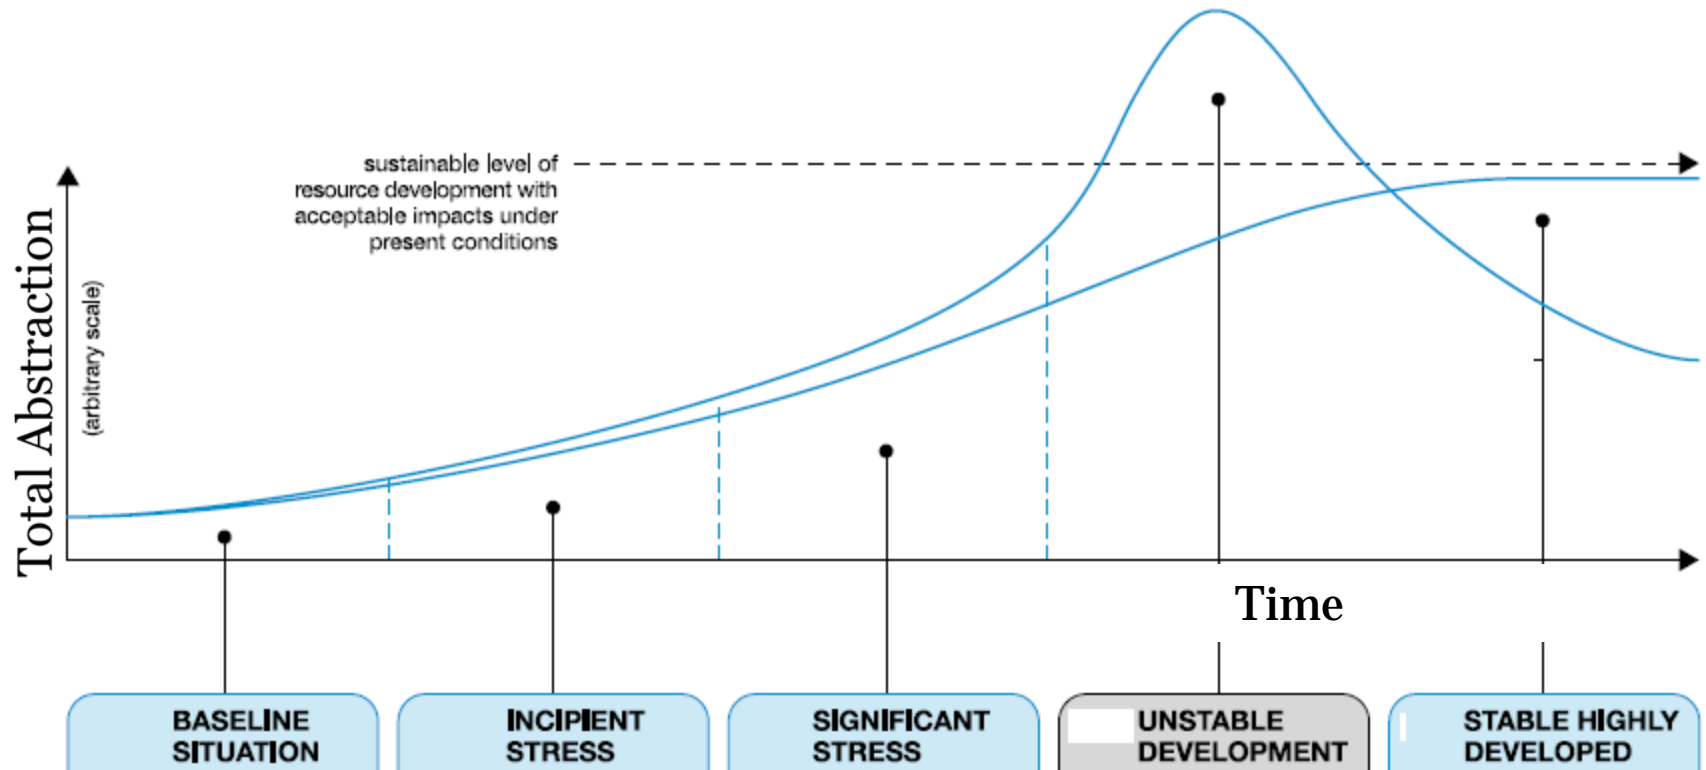 sustainable level of
resource development with
acceptable impacts under
present conditions
Total Abstraction
(arbitrary scale)
Time
BASELINE
SITUATION
INCIPIENT
STRESS
SIGNIFICANT
STRESS
UNSTABLE
DEVELOPMENT
STABLE HIGHLY
DEVELOPED